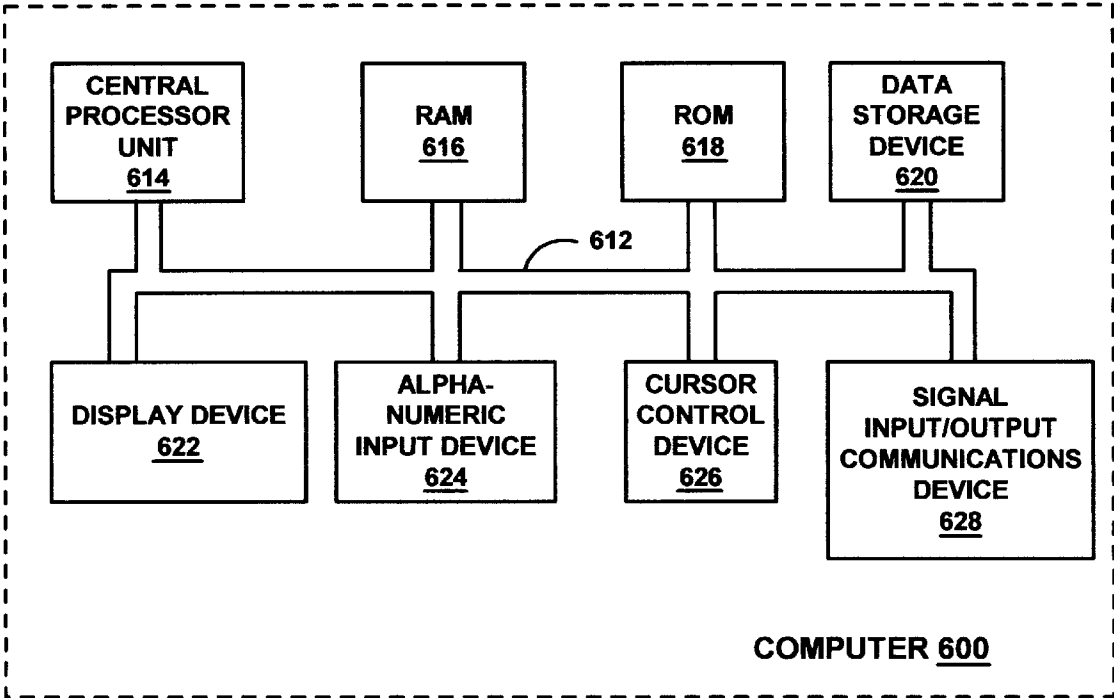 CENTRAL
PROCESSOR
UNIT
614
RAM
616
ROM
618
DATA
STORAGE
DEVICE
620
612
DISPLAY DEVICE
622
ALPHA-
NUMERIC
INPUT DEVICE
624
CURSOR
CONTROL
DEVICE
626
SIGNAL
INPUT/OUTPUT
COMMUNICATIONS
DEVICE
628
COMPUTER 600